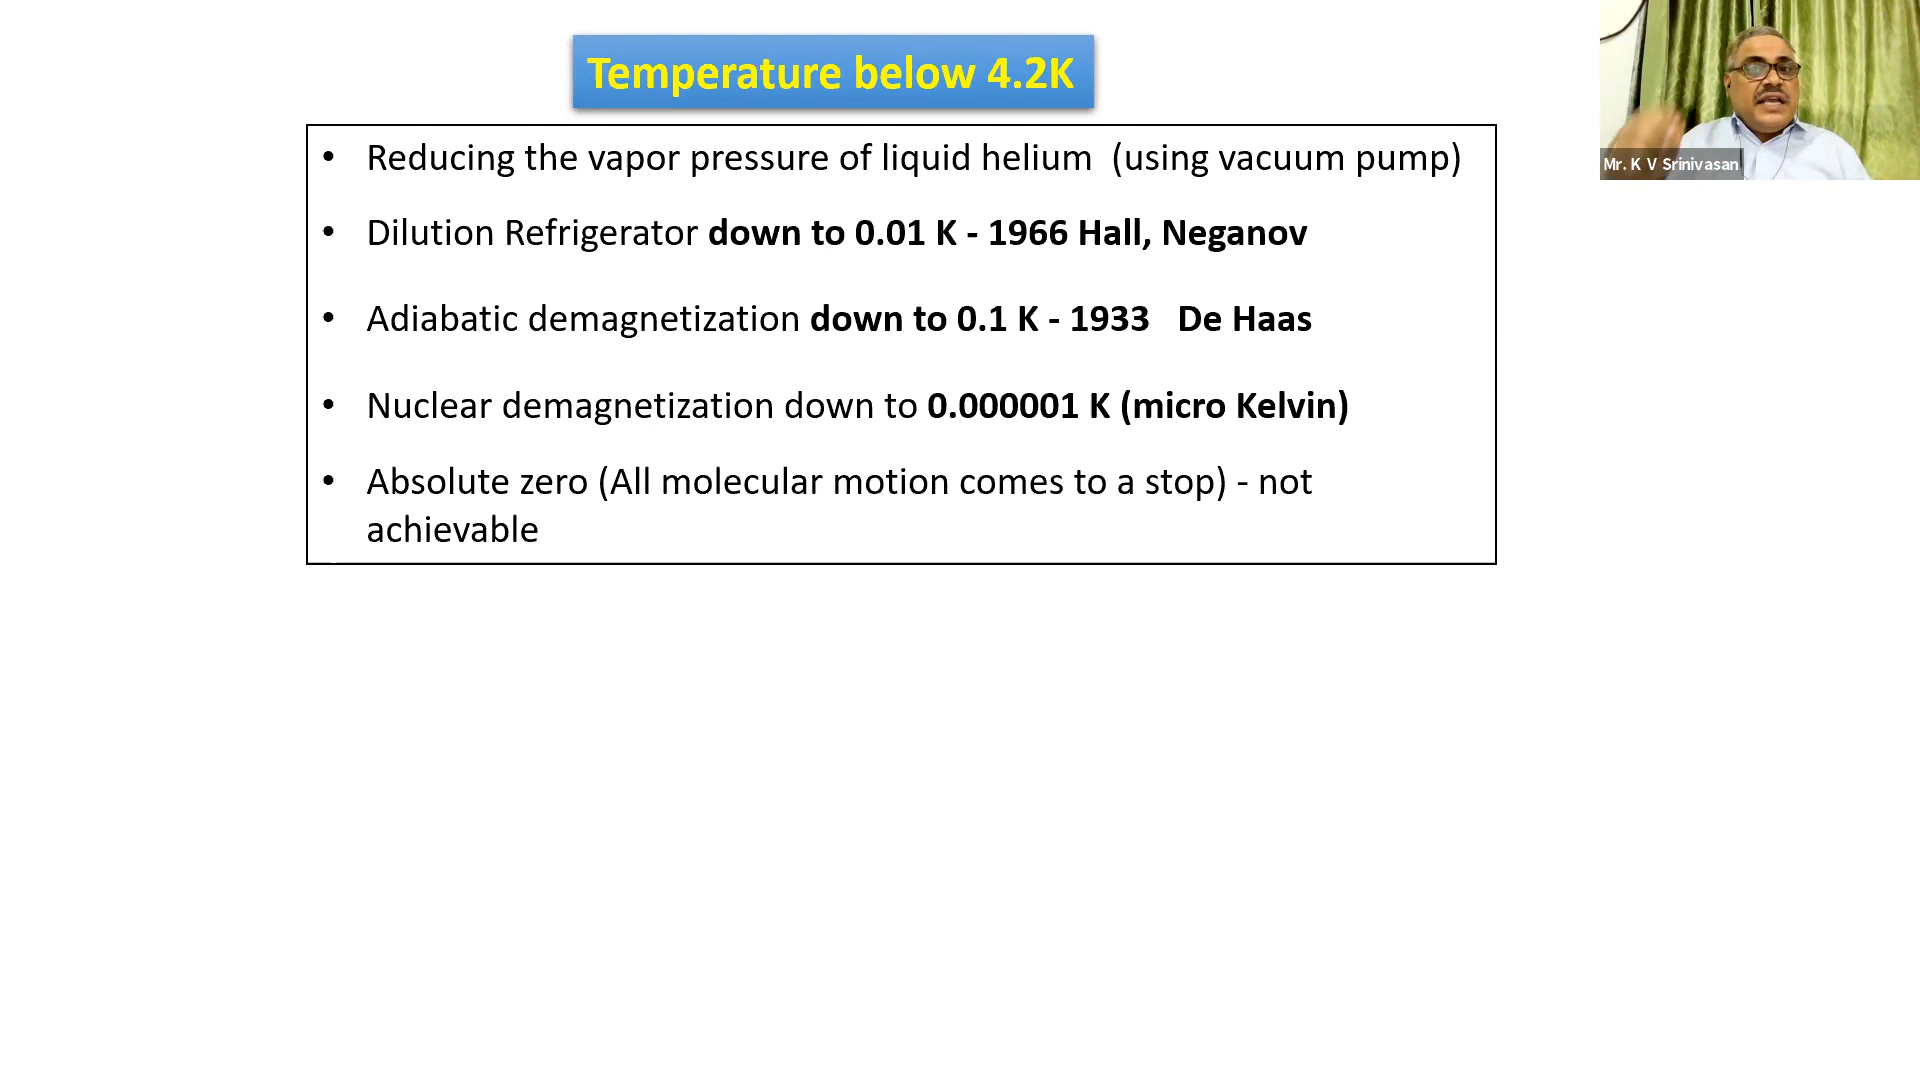 Temperature below 4.2K
Mr. K V Srinivasan
• Reducing the vapor pressure of liquid helium (using vacuum pump)
• Dilution Refrigerator down to 0.01 K - 1966 Hall, Neganov
• Adiabatic demagnetization down to 0.1 K - 1933 De Haas
• Nuclear demagnetization down to 0.000001 K (micro Kelvin)
• Absolute zero (All molecular motion comes to a stop) - not
achievable